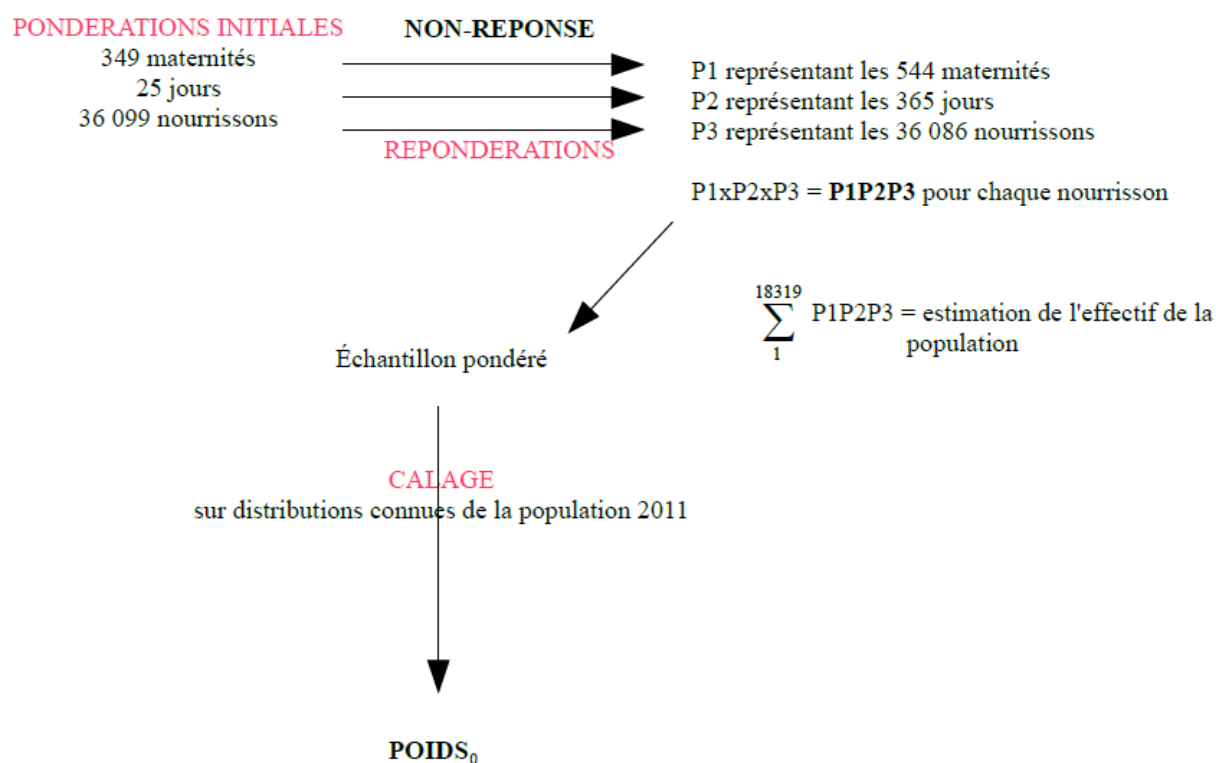 PONDERATIONS INITIALES
349 maternités
25 jours
36 099 nourrissons
NON-REPONSE
REPONDERATIONS
P1 représentant les 544 maternités
P2 représentant les 365 jours
P3 représentant les 36 086 nourrissons
P1xP2xP3 = P1P2P3 pour chaque nourrisson
18319
∑ P1P2P3 = estimation de l'effectif de la
1
population
Échantillon pondéré
CALAGE
sur distributions connues de la population 2011
POIDS₀